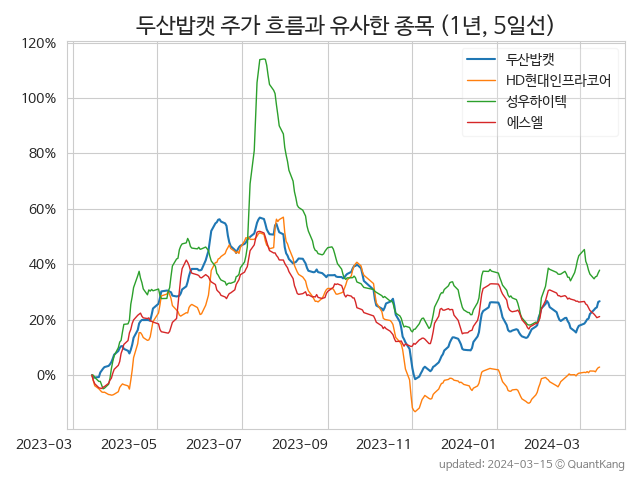 두산밥캣 주가 흐름과 유사한 종목 (1년, 5일선)
120%
100%
80%
60%
40%
20%
0%
두산밥캣
HD현대인프라코어
성우하이텍
에스엘
2023-03
2023-05
2023-07
2023-09
2023-11
2024-01
2024-03
updated: 2024-03-15 © QuantKang